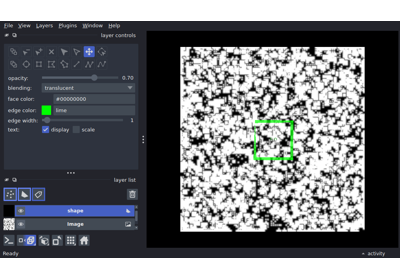 File View Layers Plugins Window Help
layer controls
opacity: 0.70
blending: translucent
face color: #00000000
edge color: lime
edge width: 1
text: display scale
layer list
shape
Image
Ready activity